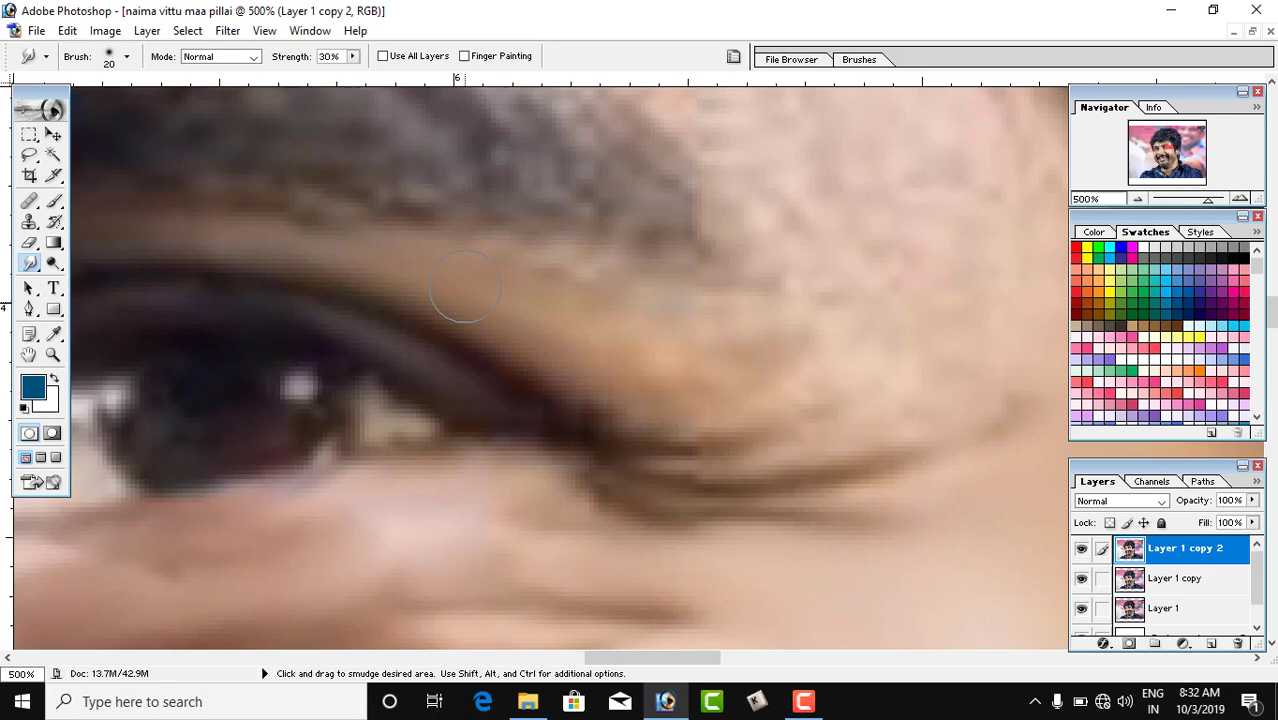 Adobe Photoshop - [naima vittu maa pillai @ 500% (Layer 1 copy 2, RGB)]
File Edit Image Layer Select Filter View Window Help
Brush: 20 Mode: Normal Strength: 30% Use All Layers Finger Painting File Browser Brushes
6
4
Navigator Info
500%
Color Swatches Styles
Layers Channels Paths
Normal Opacity: 100%
Lock: Fill: 100%
Layer 1 copy 2
Layer 1 copy
Layer 1
500% Doc: 13.7M/42.9M Click and drag to smudge desired area. Use Shift, Alt, and Ctrl for additional options.
Type here to search
ENG
IN
8:32 AM
10/3/2019
1